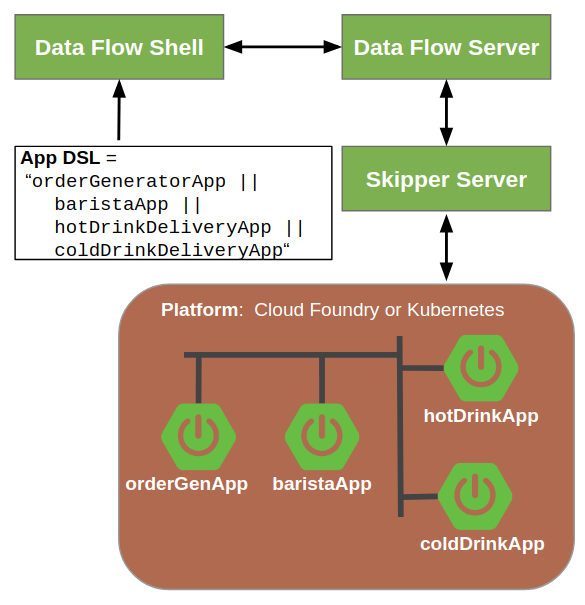 Data Flow Shell
Data Flow Server
App DSL =
“orderGeneratorApp ||
baristaApp ||
hotDrinkDeliveryApp ||
coldDrinkDeliveryApp“
Skipper Server
Platform:  Cloud Foundry or Kubernetes
hotDrinkApp
orderGenApp
baristaApp
coldDrinkApp